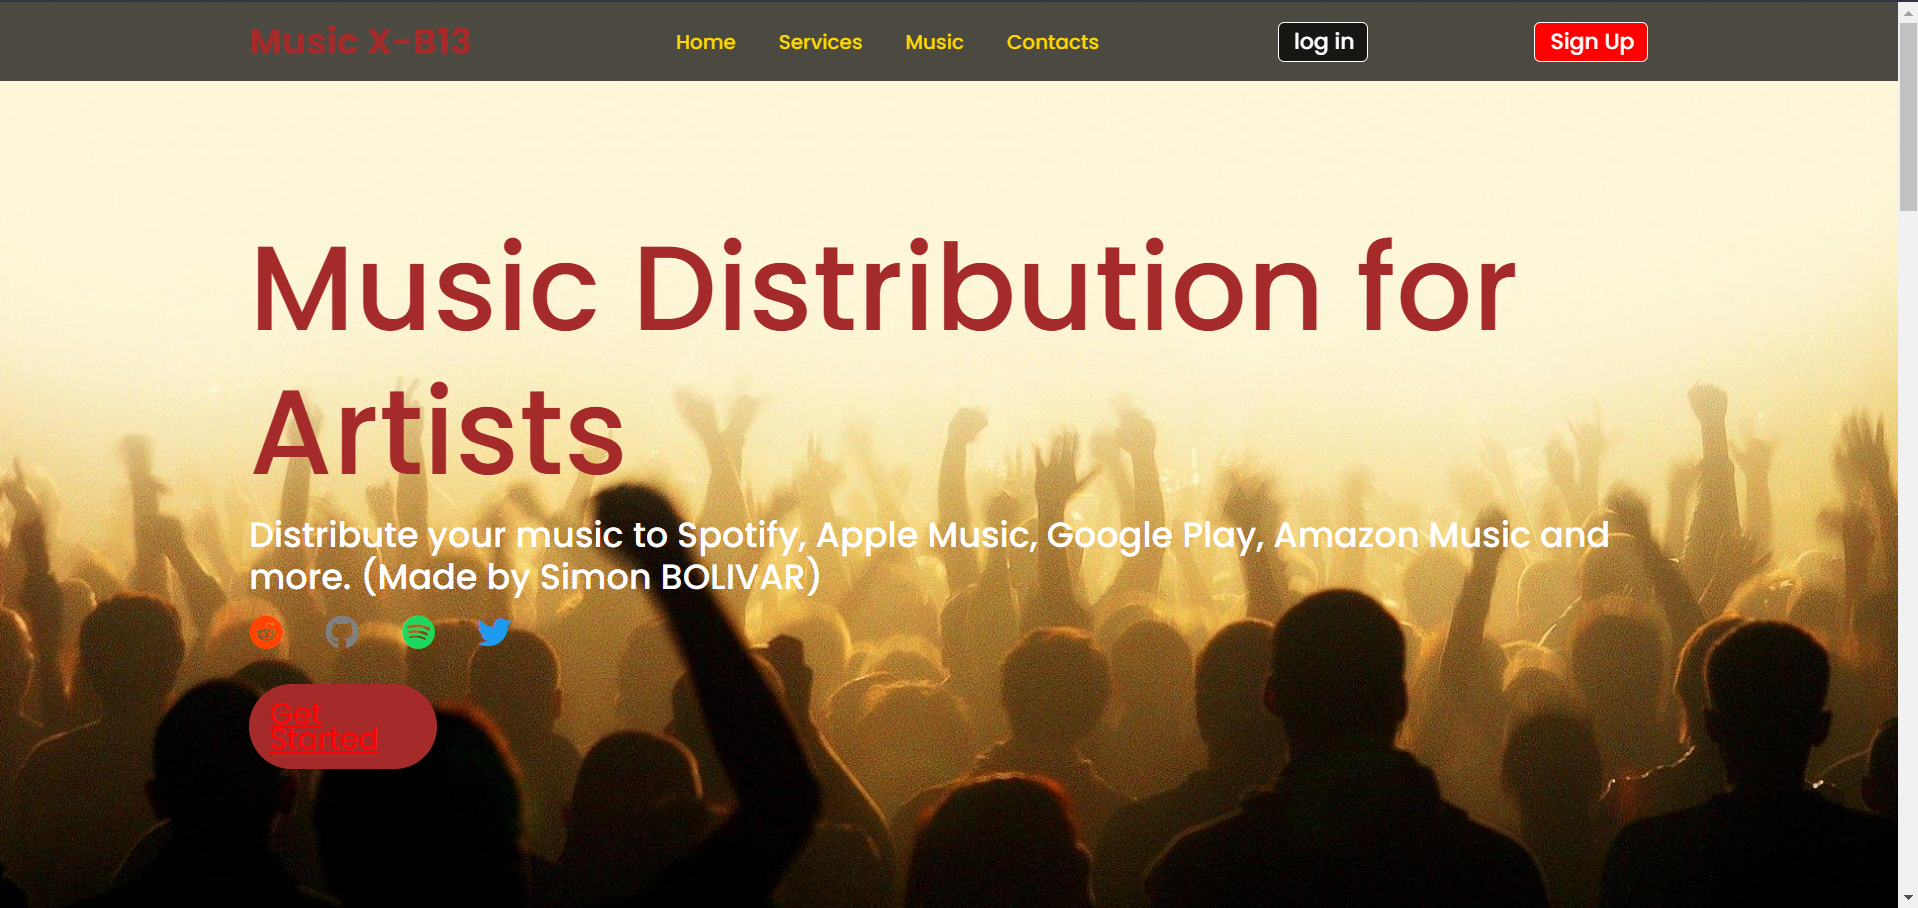 Music X-B13
Home Services Music Contacts
log in
Sign Up
Music Distribution for
Artists
Distribute your music to Spotify, Apple Music, Google Play, Amazon Music and
more. (Made by Simon BOLIVAR)
Get
Started